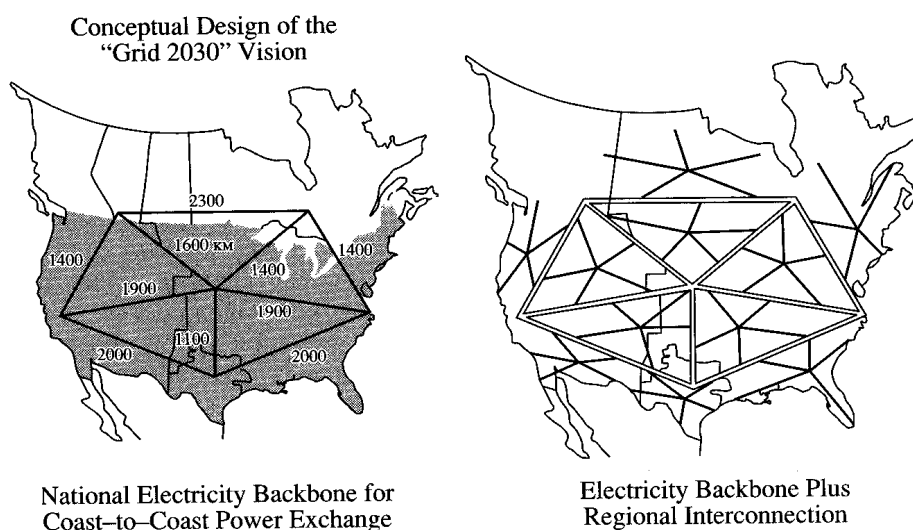 Conceptual Design of the
“Grid 2030” Vision
2300
1600 км
1400
1400
1400
1900
1900
1100
2000
2000
National Electricity Backbone for
Coast–to–Coast Power Exchange
Electricity Backbone Plus
Regional Interconnection